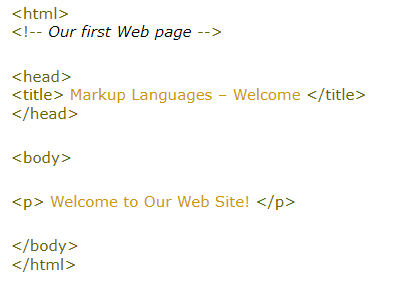 <html>
<!-- Our first Web page -->
<head>
<title> Markup Languages – Welcome </title>
</head>
<body>
<p> Welcome to Our Web Site! </p>
</body>
</html>